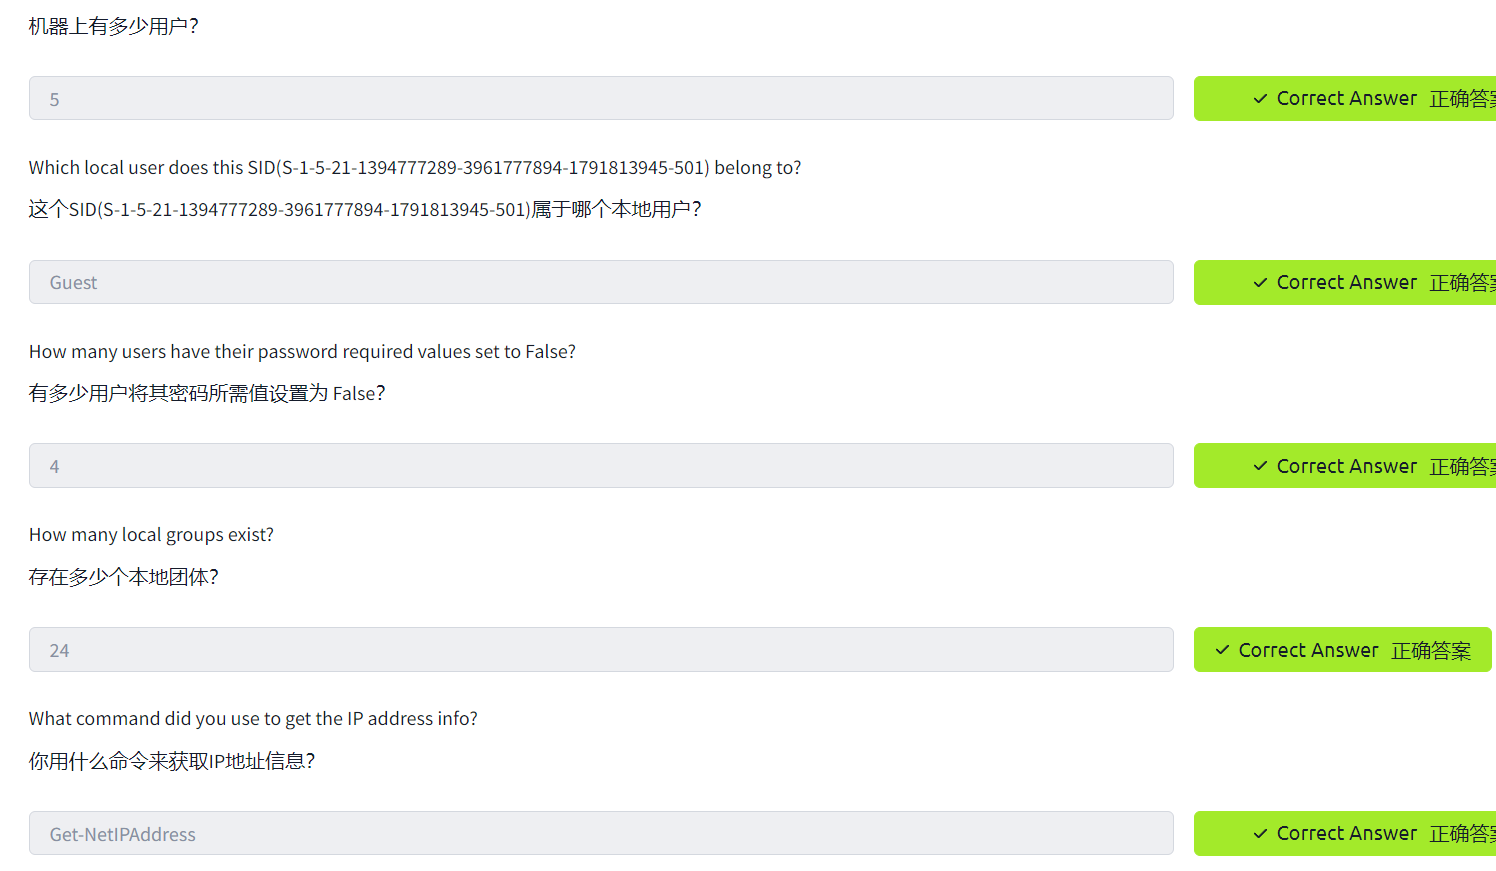 机器上有多少用户？
5
✓ Correct Answer 正确答案
Which local user does this SID(S-1-5-21-1394777289-3961777894-1791813945-501) belong to?
这个SID(S-1-5-21-1394777289-3961777894-1791813945-501)属于哪个本地用户？
Guest
✓ Correct Answer 正确答案
How many users have their password required values set to False?
有多少用户将其密码所需值设置为 False？
4
✓ Correct Answer 正确答案
How many local groups exist?
存在多少个本地团体？
24
✓ Correct Answer 正确答案
What command did you use to get the IP address info?
你用什么命令来获取IP地址信息？
Get-NetIPAddress
✓ Correct Answer 正确答案